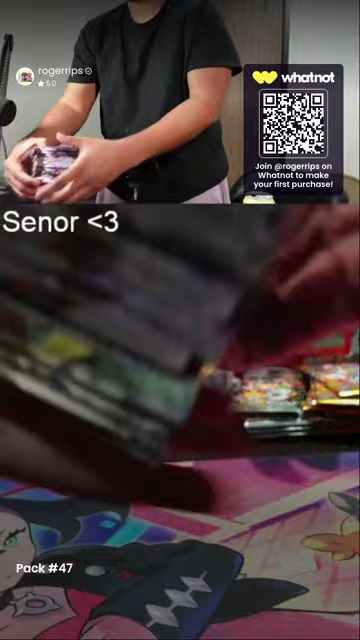 rogerrips
5.0
whatnot
Join @rogerrips on
Whatnot to make
your first purchase!
Senor <3
Pack #47